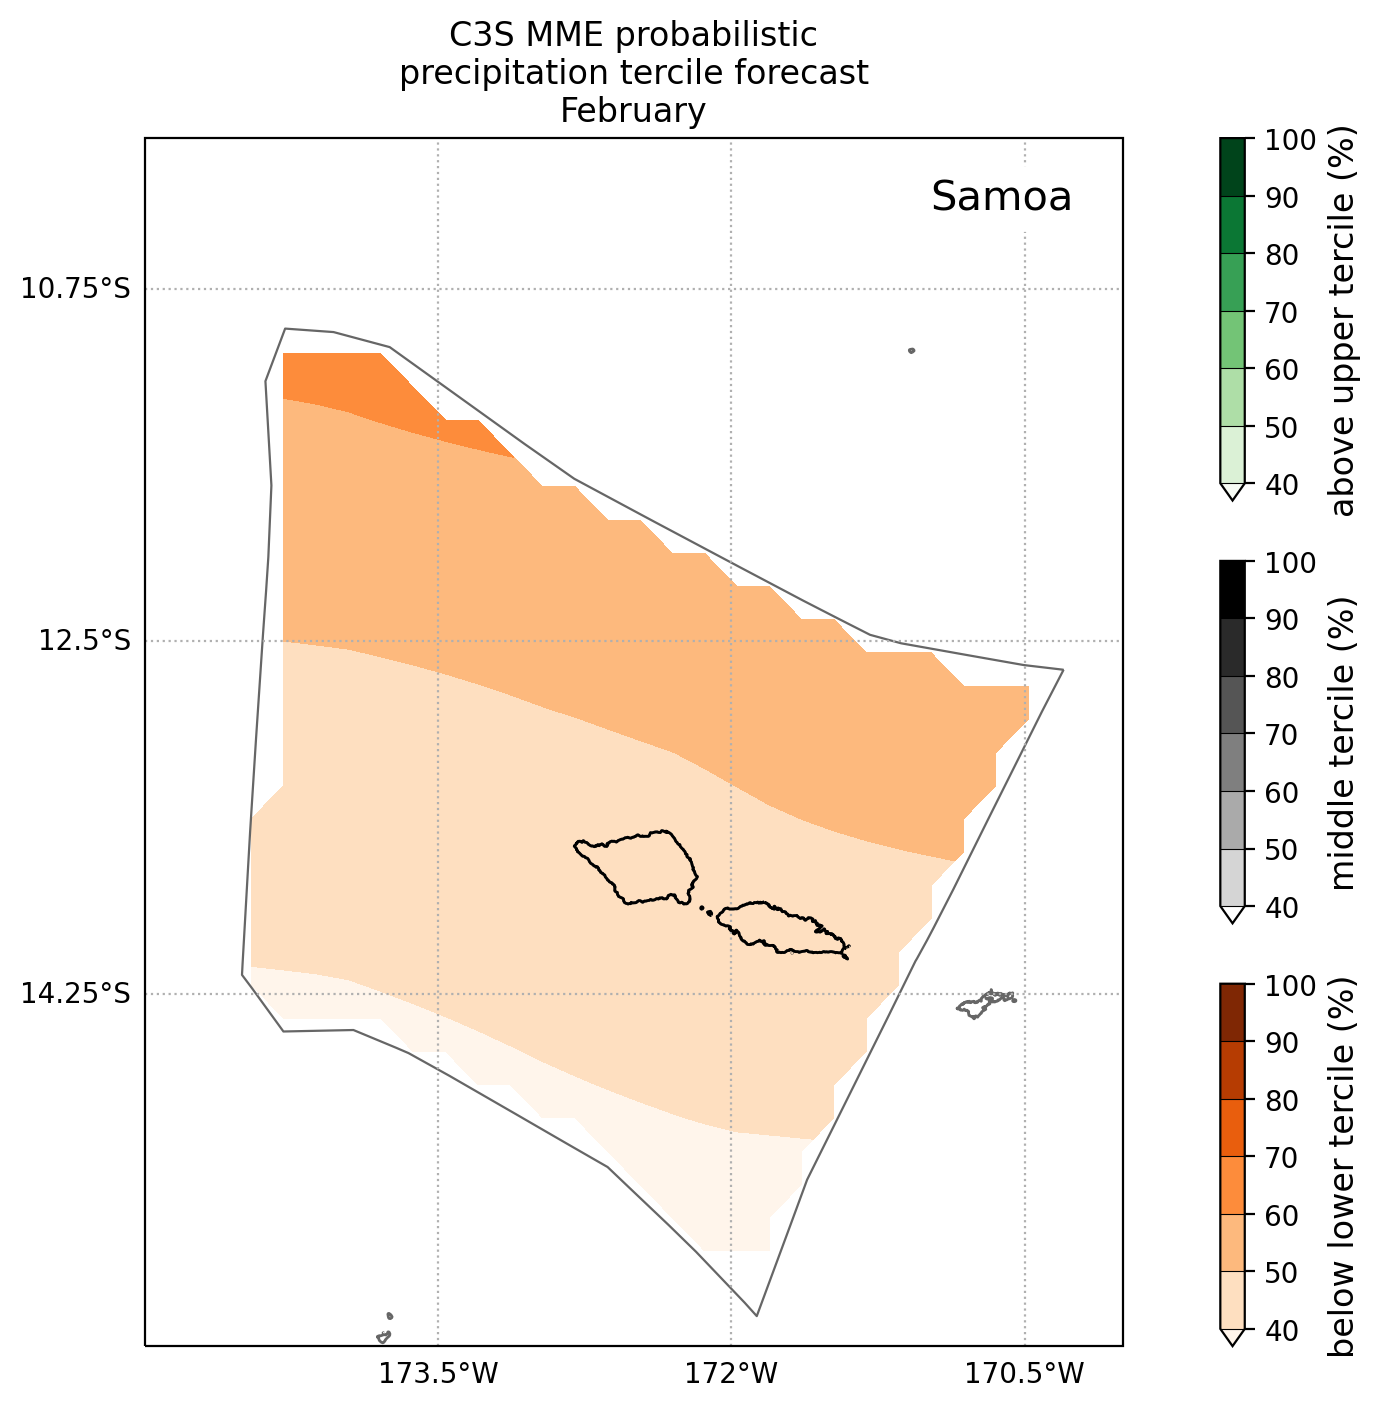 C3S MME probabilistic
precipitation tercile forecast
February
Samoa
10.75°S
12.5°S
14.25°S
173.5°W
172°W
170.5°W
100
90
80
70
60
50
40
above upper tercile (%)
100
90
80
70
60
50
40
middle tercile (%)
100
90
80
70
60
50
40
below lower tercile (%)